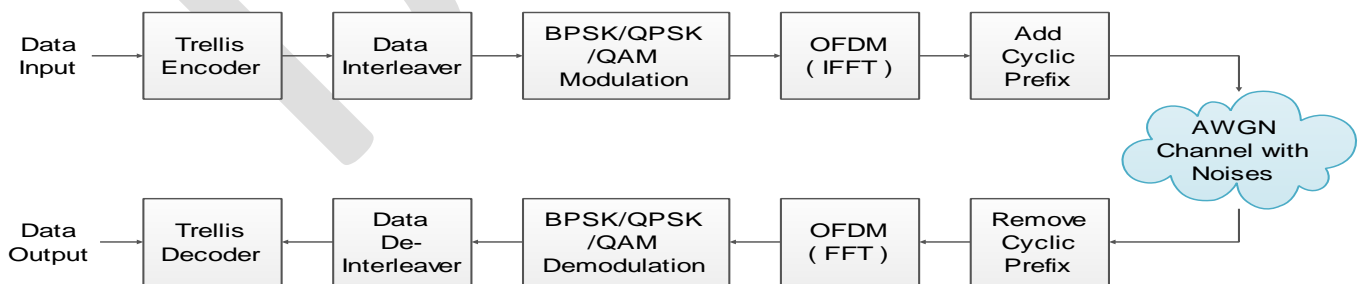 Data
Input
Trellis
Encoder
Data
Interleaver
BPSK/QPSK
/QAM
Modulation
OFDM
( IFFT )
Add
Cyclic
Prefix
AWGN
Channel with
Noises
Data
Output
Trellis
Decoder
Data
De-
Interleaver
BPSK/QPSK
/QAM
Demodulation
OFDM
( FFT )
Remove
Cyclic
Prefix